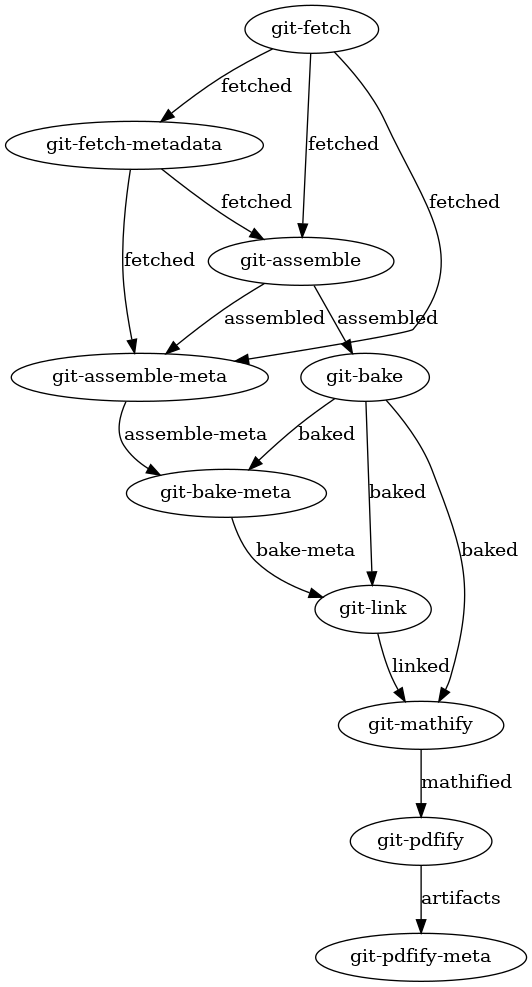 git-fetch
fetched
git-fetch-metadata
fetched
fetched
fetched
fetched
git-assemble
assembled
assembled
git-assemble-meta
git-bake
assemble-meta
baked
git-bake-meta
baked
baked
bake-meta
git-link
linked
git-mathify
mathified
git-pdfify
artifacts
git-pdfify-meta